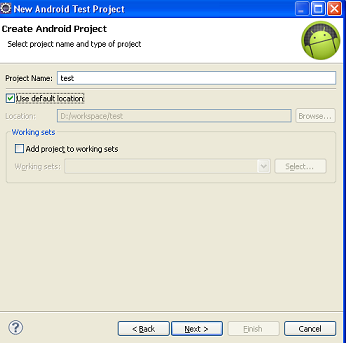 New Android Test Project
Create Android Project
Select project name and type of project
Project Name: test
Use default location
Location: D:/workspace/test Browse...
Working sets
Add project to working sets
Working sets: Select...
? < Back Next > Finish Cancel